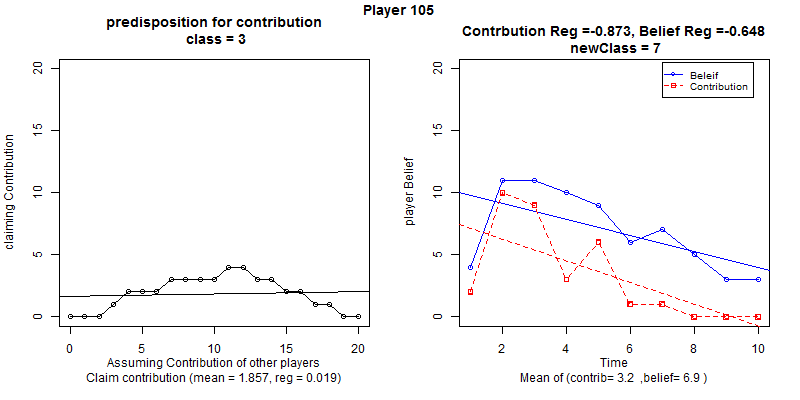 Player 105
predisposition for contribution
class = 3
claiming Contribution
20
15
10
5
0
0 5 10 15 20
Assuming Contribution of other players
Claim contribution (mean = 1.857, reg = 0.019)
Contrbution Reg =-0.873, Belief Reg =-0.648
newClass = 7
player Belief
20
15
10
5
0
Beleif
Contribution
2 4 6 8 10
Time
Mean of (contrib= 3.2 ,belief= 6.9 )